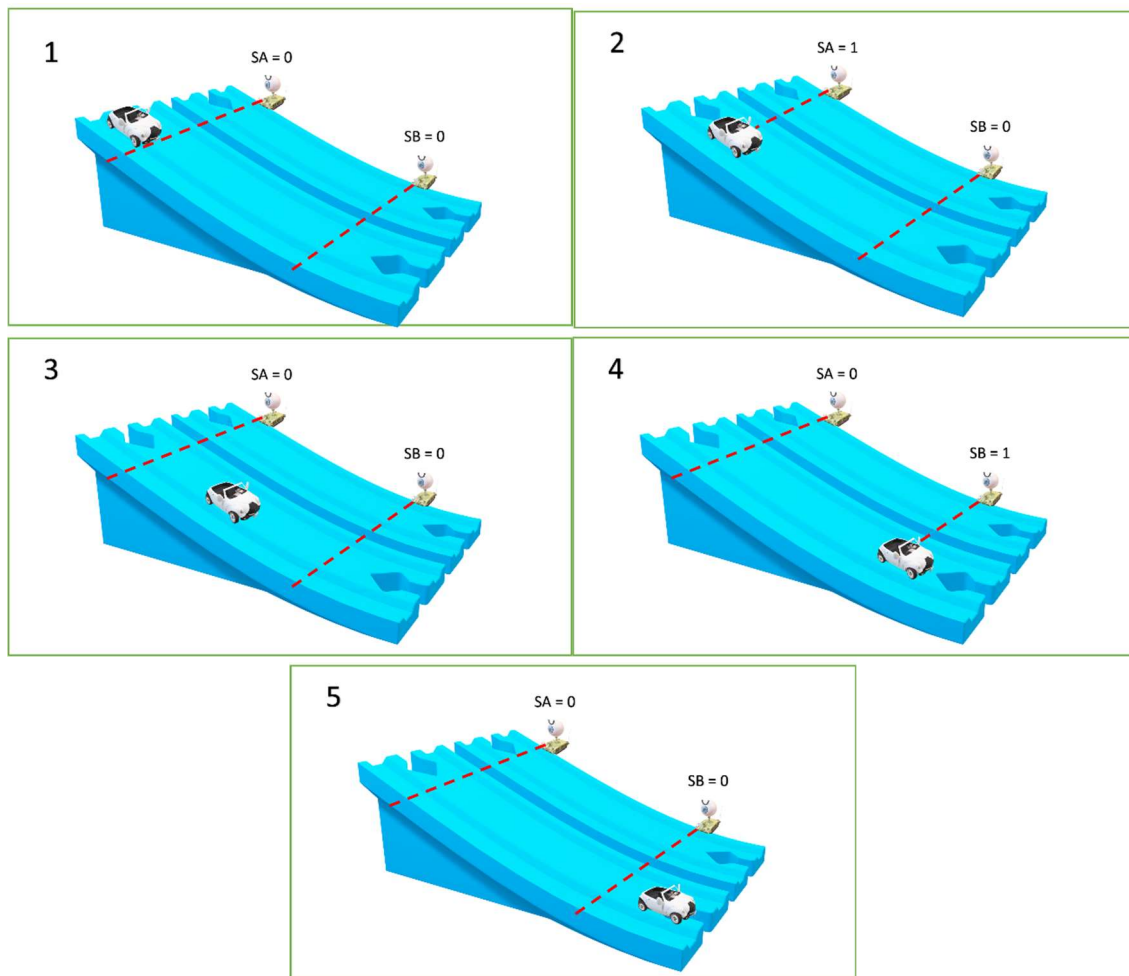 1
SA = 0
SB = 0
2
SA = 1
SB = 0
3
SA = 0
SB = 0
4
SA = 0
SB = 1
5
SA = 0
SB = 0